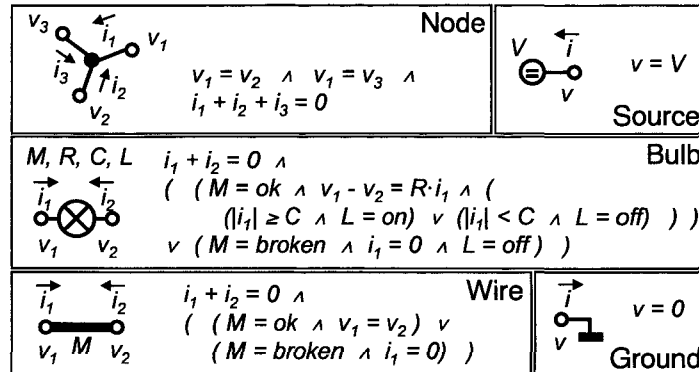 Node
v₃ i₁ v₁
i₃ i₂
v₂
v₁ = v₂ ∧ v₁ = v₃ ∧
i₁ + i₂ + i₃ = 0
V i
v
v = V
Source
Bulb
M, R, C, L
i₁ i₂
v₁ v₂
i₁ + i₂ = 0 ∧
( ( M = ok ∧ v₁ - v₂ = R·i₁ ∧ (
(|i₁| ≥ C ∧ L = on) ∨ (|i₁| < C ∧ L = off) ) )
∨ ( M = broken ∧ i₁ = 0 ∧ L = off ) )
Wire
i₁ i₂
v₁ M v₂
i₁ + i₂ = 0 ∧
( ( M = ok ∧ v₁ = v₂ ) ∨
( M = broken ∧ i₁ = 0) )
i
v
v = 0
Ground